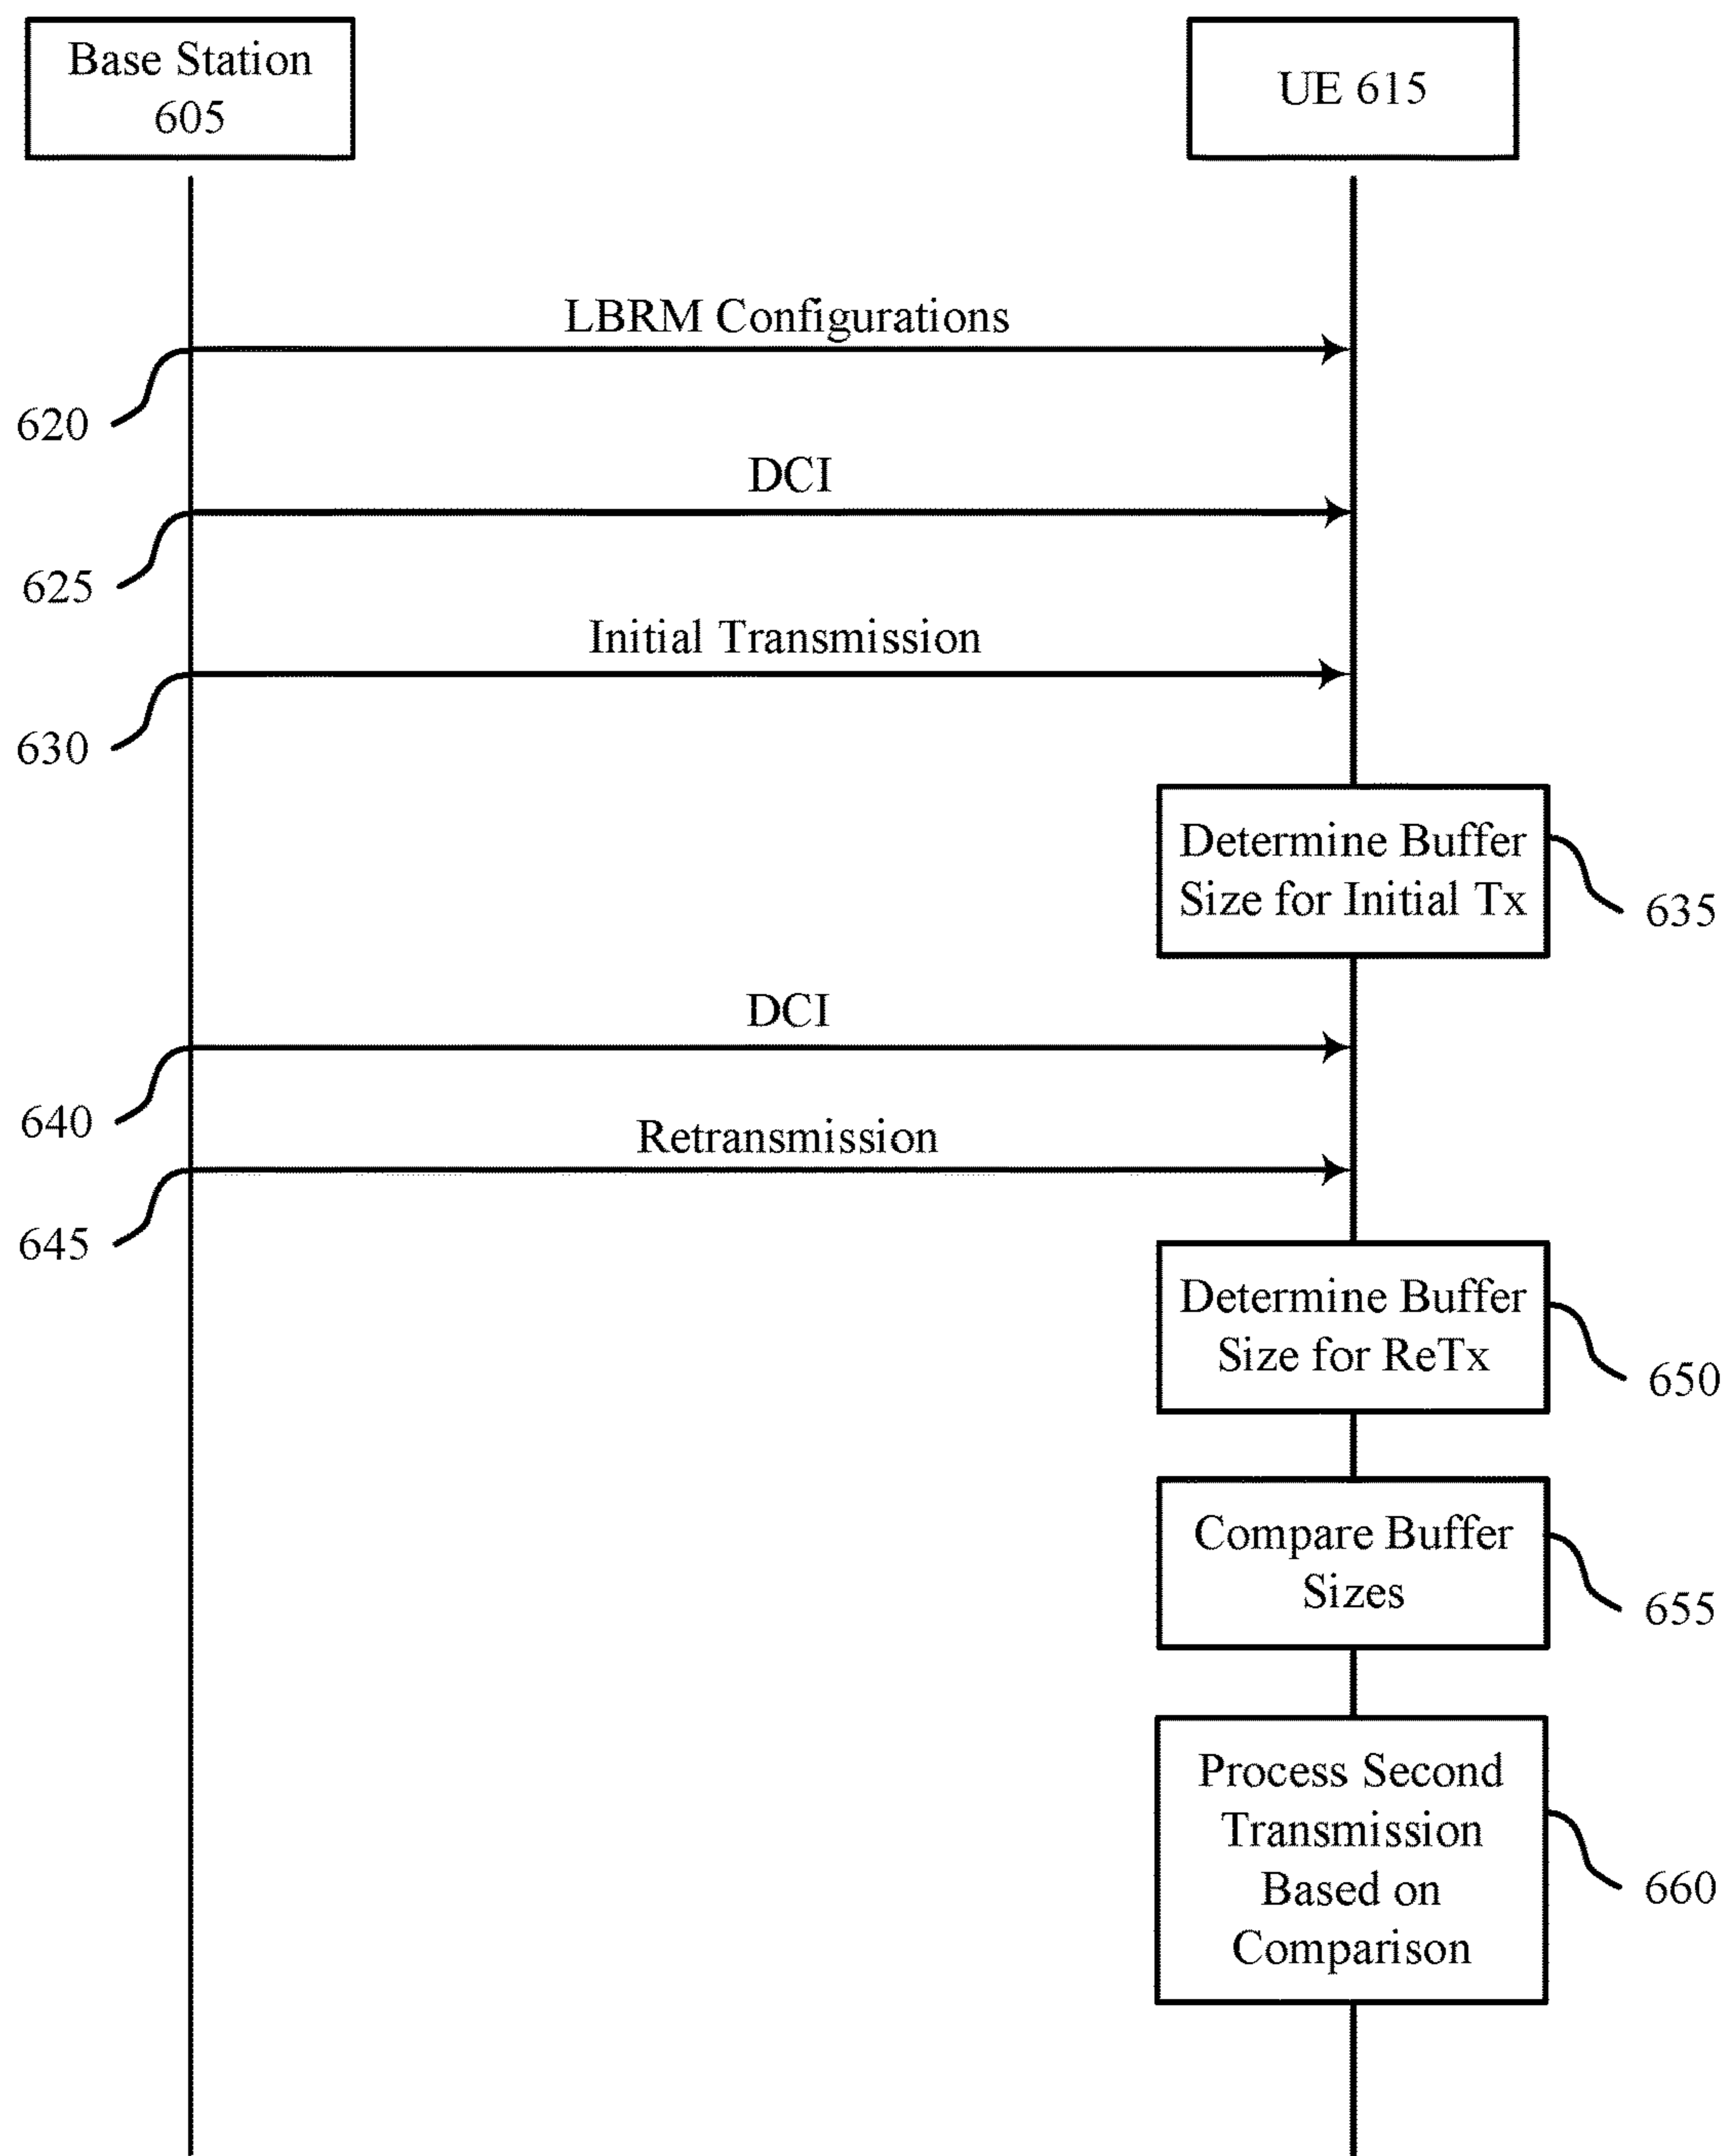 Base Station
605
UE 615
LBRM Configurations
620
DCI
625
Initial Transmission
630
Determine Buffer
Size for Initial Tx
635
DCI
640
Retransmission
645
Determine Buffer
Size for ReTx
650
Compare Buffer
Sizes
655
Process Second
Transmission
Based on
Comparison
660